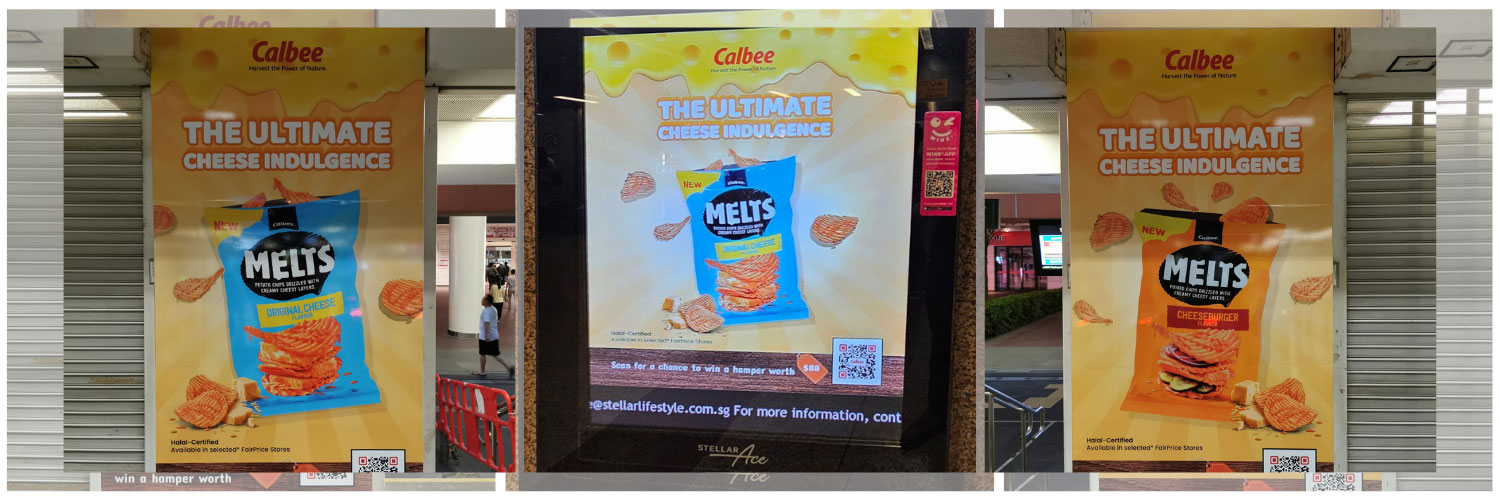 Calbee
Harvest the Power of Nature.
THE ULTIMATE
CHEESE INDULGENCE
NEW
Calbee
MELTS
POTATO CHIPS DRIZZLED WITH
CREAMY CHEESY LAYERS.
ORIGINAL CHEESE
FLAVOUR
Halal-Certified
Available in selected* FairPrice Stores
win a hamper worth
Calbee
Harvest the Power of Nature.
THE ULTIMATE
CHEESE INDULGENCE
NEW
MELTS
POTATO CHIPS DRIZZLED WITH
CREAMY CHEESY LAYERS.
ORIGINAL CHEESE
Halal-Certified
Available in selected* FairPrice Stores
Scan for a chance to win a hamper worth $88
e@stellarlifestyle.com.sg For more information, cont
STELLAR
Ace
Ace
Calbee
Harvest the Power of Nature.
THE ULTIMATE
CHEESE INDULGENCE
NEW
Calbee
MELTS
POTATO CHIPS DRIZZLED WITH
CREAMY CHEESY LAYERS.
CHEESEBURGER
FLAVOUR
Halal-Certified
Available in selected* FairPrice Stores